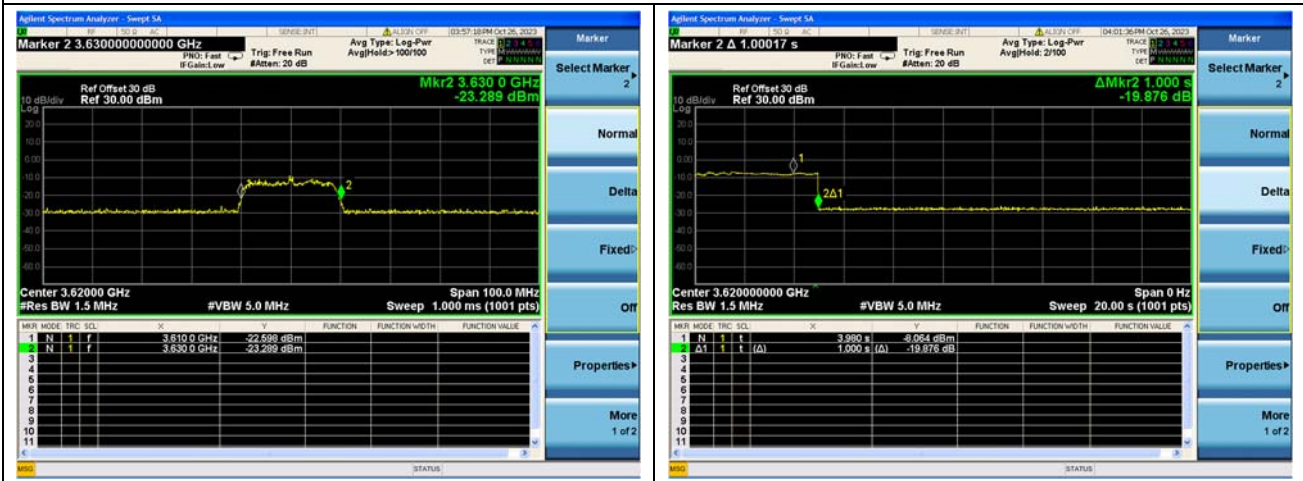 Agilent Spectrum Analyzer - Swept SA
RF 50 Ω AC SENSE:INT ALIGN OFF 03:57:18 PM Oct 26, 2023
Marker 2 3.630000000000 GHz
PNO: Fast
IFGain:Low
Trig: Free Run
#Atten: 20 dB
Avg Type: Log-Pwr
Avg|Hold:>100/100
TRACE 1 2 3 4 5 6
TYPE
DET P N N N N N
Ref Offset 30 dB
10 dB/div Ref 30.00 dBm
Log
Mkr2 3.630 0 GHz
-23.289 dBm
20.0
10.0
0.00
-10.0
-20.0
-30.0
-40.0
-50.0
-60.0
2
Center 3.62000 GHz Span 100.0 MHz
#Res BW 1.5 MHz #VBW 5.0 MHz Sweep 1.000 ms (1001 pts)
MKR MODE TRC SCL X Y FUNCTION FUNCTION WIDTH FUNCTION VALUE
1 N 1 f 3.610 0 GHz -22.598 dBm
2 N 1 f 3.630 0 GHz -23.289 dBm
3
4
5
6
7
8
9
10
11
MSG STATUS
Marker
Select Marker
2
Normal
Delta
Fixed
Off
Properties
More
1 of 2
Agilent Spectrum Analyzer - Swept SA
RF 50 Ω AC SENSE:INT ALIGN OFF 04:01:36 PM Oct 26, 2023
Marker 2 Δ 1.00017 s
PNO: Fast
IFGain:Low
Trig: Free Run
#Atten: 20 dB
Avg Type: Log-Pwr
Avg|Hold: 2/100
TRACE 1 2 3 4 5 6
TYPE
DET P N N N N N
Ref Offset 30 dB
10 dB/div Ref 30.00 dBm
Log
ΔMkr2 1.000 s
-19.876 dB
20.0
10.0
0.00
-10.0
-20.0
-30.0
-40.0
-50.0
-60.0
1
2Δ1
Center 3.620000000 GHz Span 0 Hz
Res BW 1.5 MHz #VBW 5.0 MHz Sweep 20.00 s (1001 pts)
MKR MODE TRC SCL X Y FUNCTION FUNCTION WIDTH FUNCTION VALUE
1 N 1 t 3.980 s -8.064 dBm
2 Δ1 1 t (Δ) 1.000 s (Δ) -19.876 dB
3
4
5
6
7
8
9
10
11
MSG STATUS
Marker
Select Marker
2
Normal
Delta
Fixed
Off
Properties
More
1 of 2